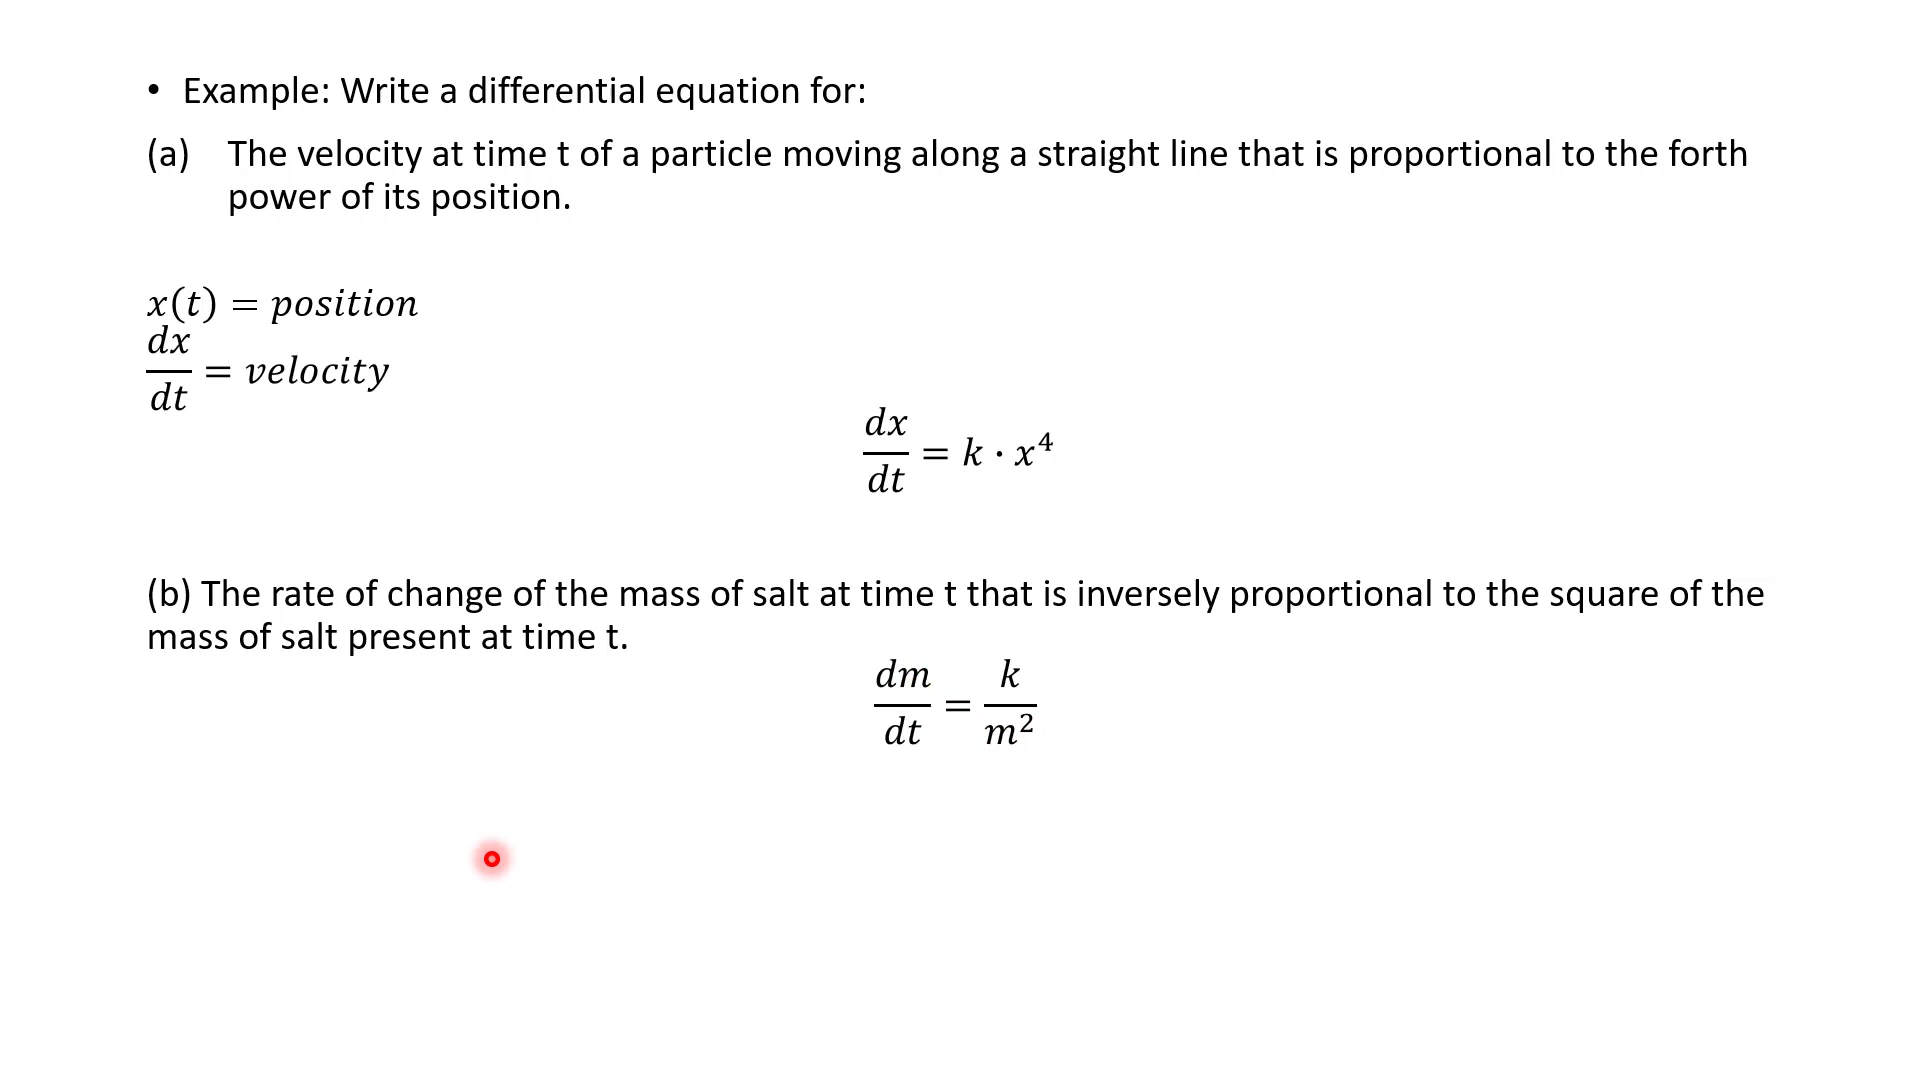 • Example: Write a differential equation for:
(a) The velocity at time t of a particle moving along a straight line that is proportional to the forth
power of its position.
x(t) = position
dx/dt = velocity
dx/dt = k · x⁴
(b) The rate of change of the mass of salt at time t that is inversely proportional to the square of the
mass of salt present at time t.
dm/dt = k/m²